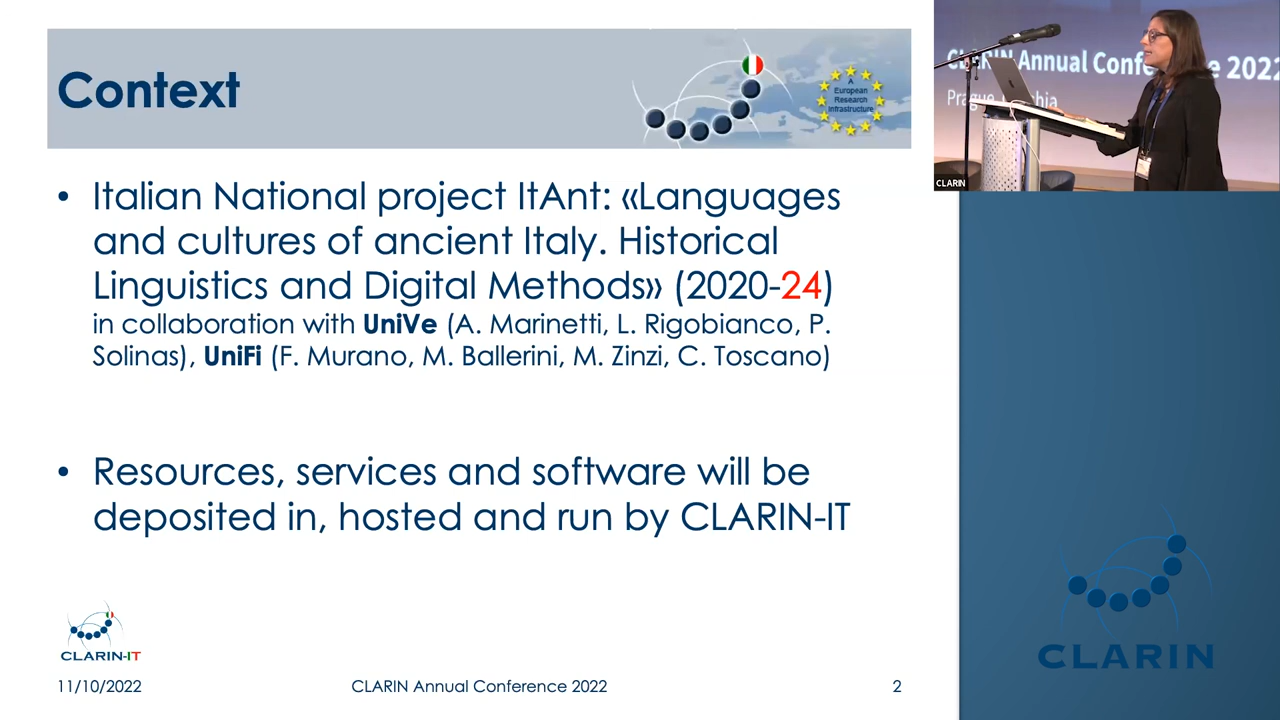 Context
A
European
Research
Infrastructure
• Italian National project ItAnt: «Languages
and cultures of ancient Italy. Historical
Linguistics and Digital Methods» (2020-24)
in collaboration with UniVe (A. Marinetti, L. Rigobianco, P.
Solinas), UniFi (F. Murano, M. Ballerini, M. Zinzi, C. Toscano)
• Resources, services and software will be
deposited in, hosted and run by CLARIN-IT
CLARIN-IT
11/10/2022
CLARIN Annual Conference 2022
2
Annual 2022
CLARIN
CLARIN